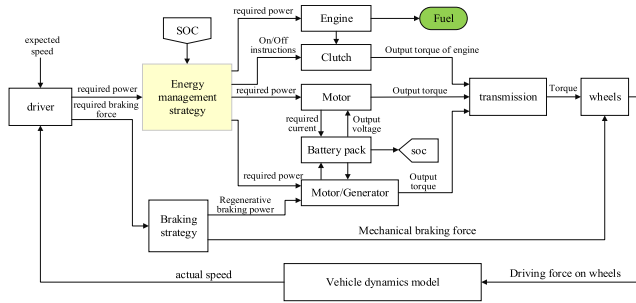 required power
Engine
Fuel
SOC
expected
speed
On/Off
instructions
Clutch
Output torque of engine
driver
required power
required braking
force
Energy
management
strategy
required power
Motor
Output torque
transmission
Torque
wheels
required
current
Output
voltage
Battery pack
soc
required power
Motor/Generator
Output
torque
Regenerative
braking power
Braking
strategy
Mechanical braking force
actual speed
Vehicle dynamics model
Driving force on wheels